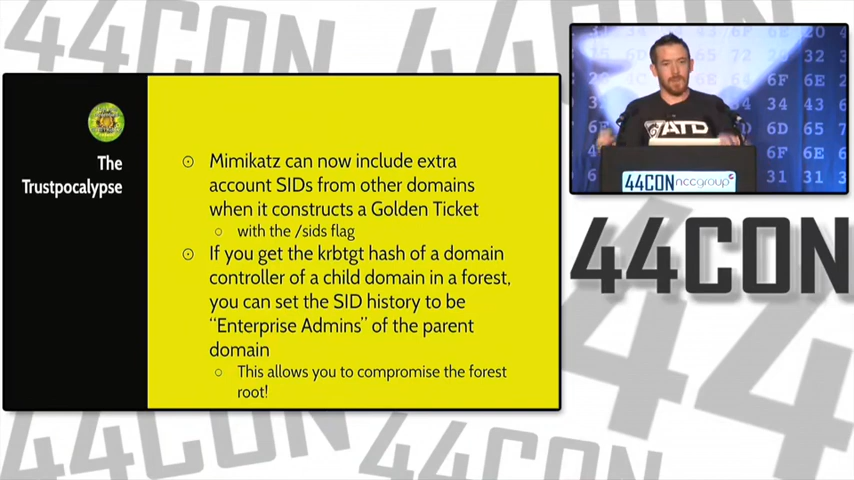 44CON
The
Trustpocalypse
⊙ Mimikatz can now include extra
account SIDs from other domains
when it constructs a Golden Ticket
○ with the /sids flag
⊙ If you get the krbtgt hash of a domain
controller of a child domain in a forest,
you can set the SID history to be
“Enterprise Admins” of the parent
domain
○ This allows you to compromise the forest
root!
ATD
44CON nccgroup
44CON
44CON